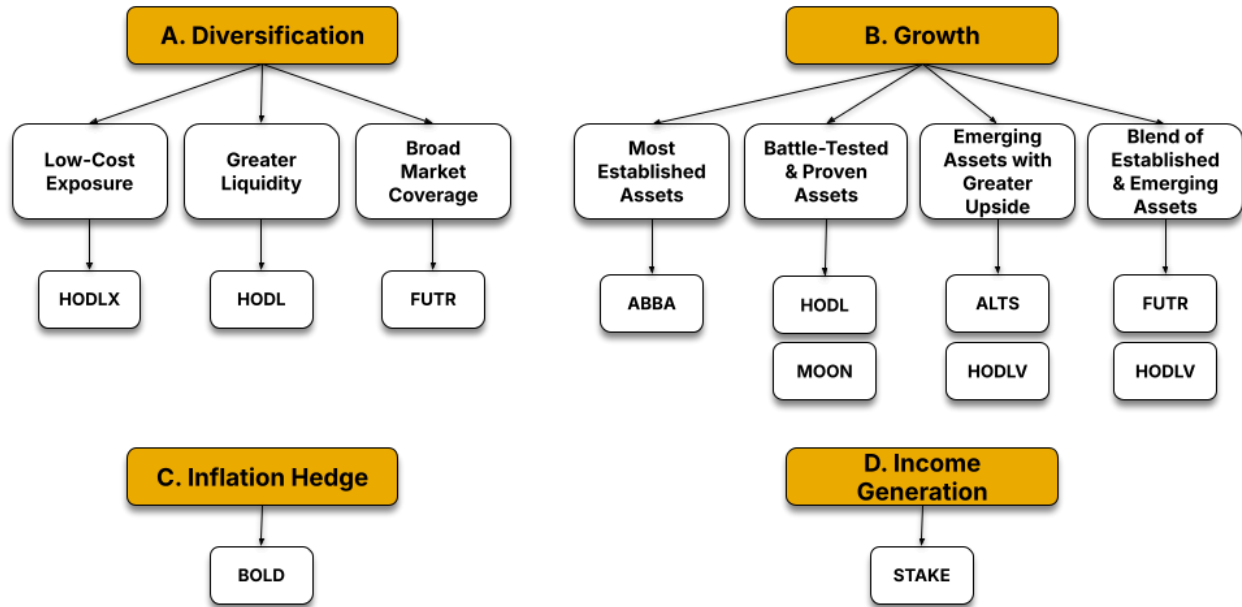 A. Diversification
Low-Cost
Exposure
Greater
Liquidity
Broad
Market
Coverage
HODLX
HODL
FUTR
B. Growth
Most
Established
Assets
Battle-Tested
& Proven
Assets
Emerging
Assets with
Greater
Upside
Blend of
Established
& Emerging
Assets
ABBA
HODL
ALTS
FUTR
MOON
HODLV
HODLV
C. Inflation Hedge
BOLD
D. Income
Generation
STAKE